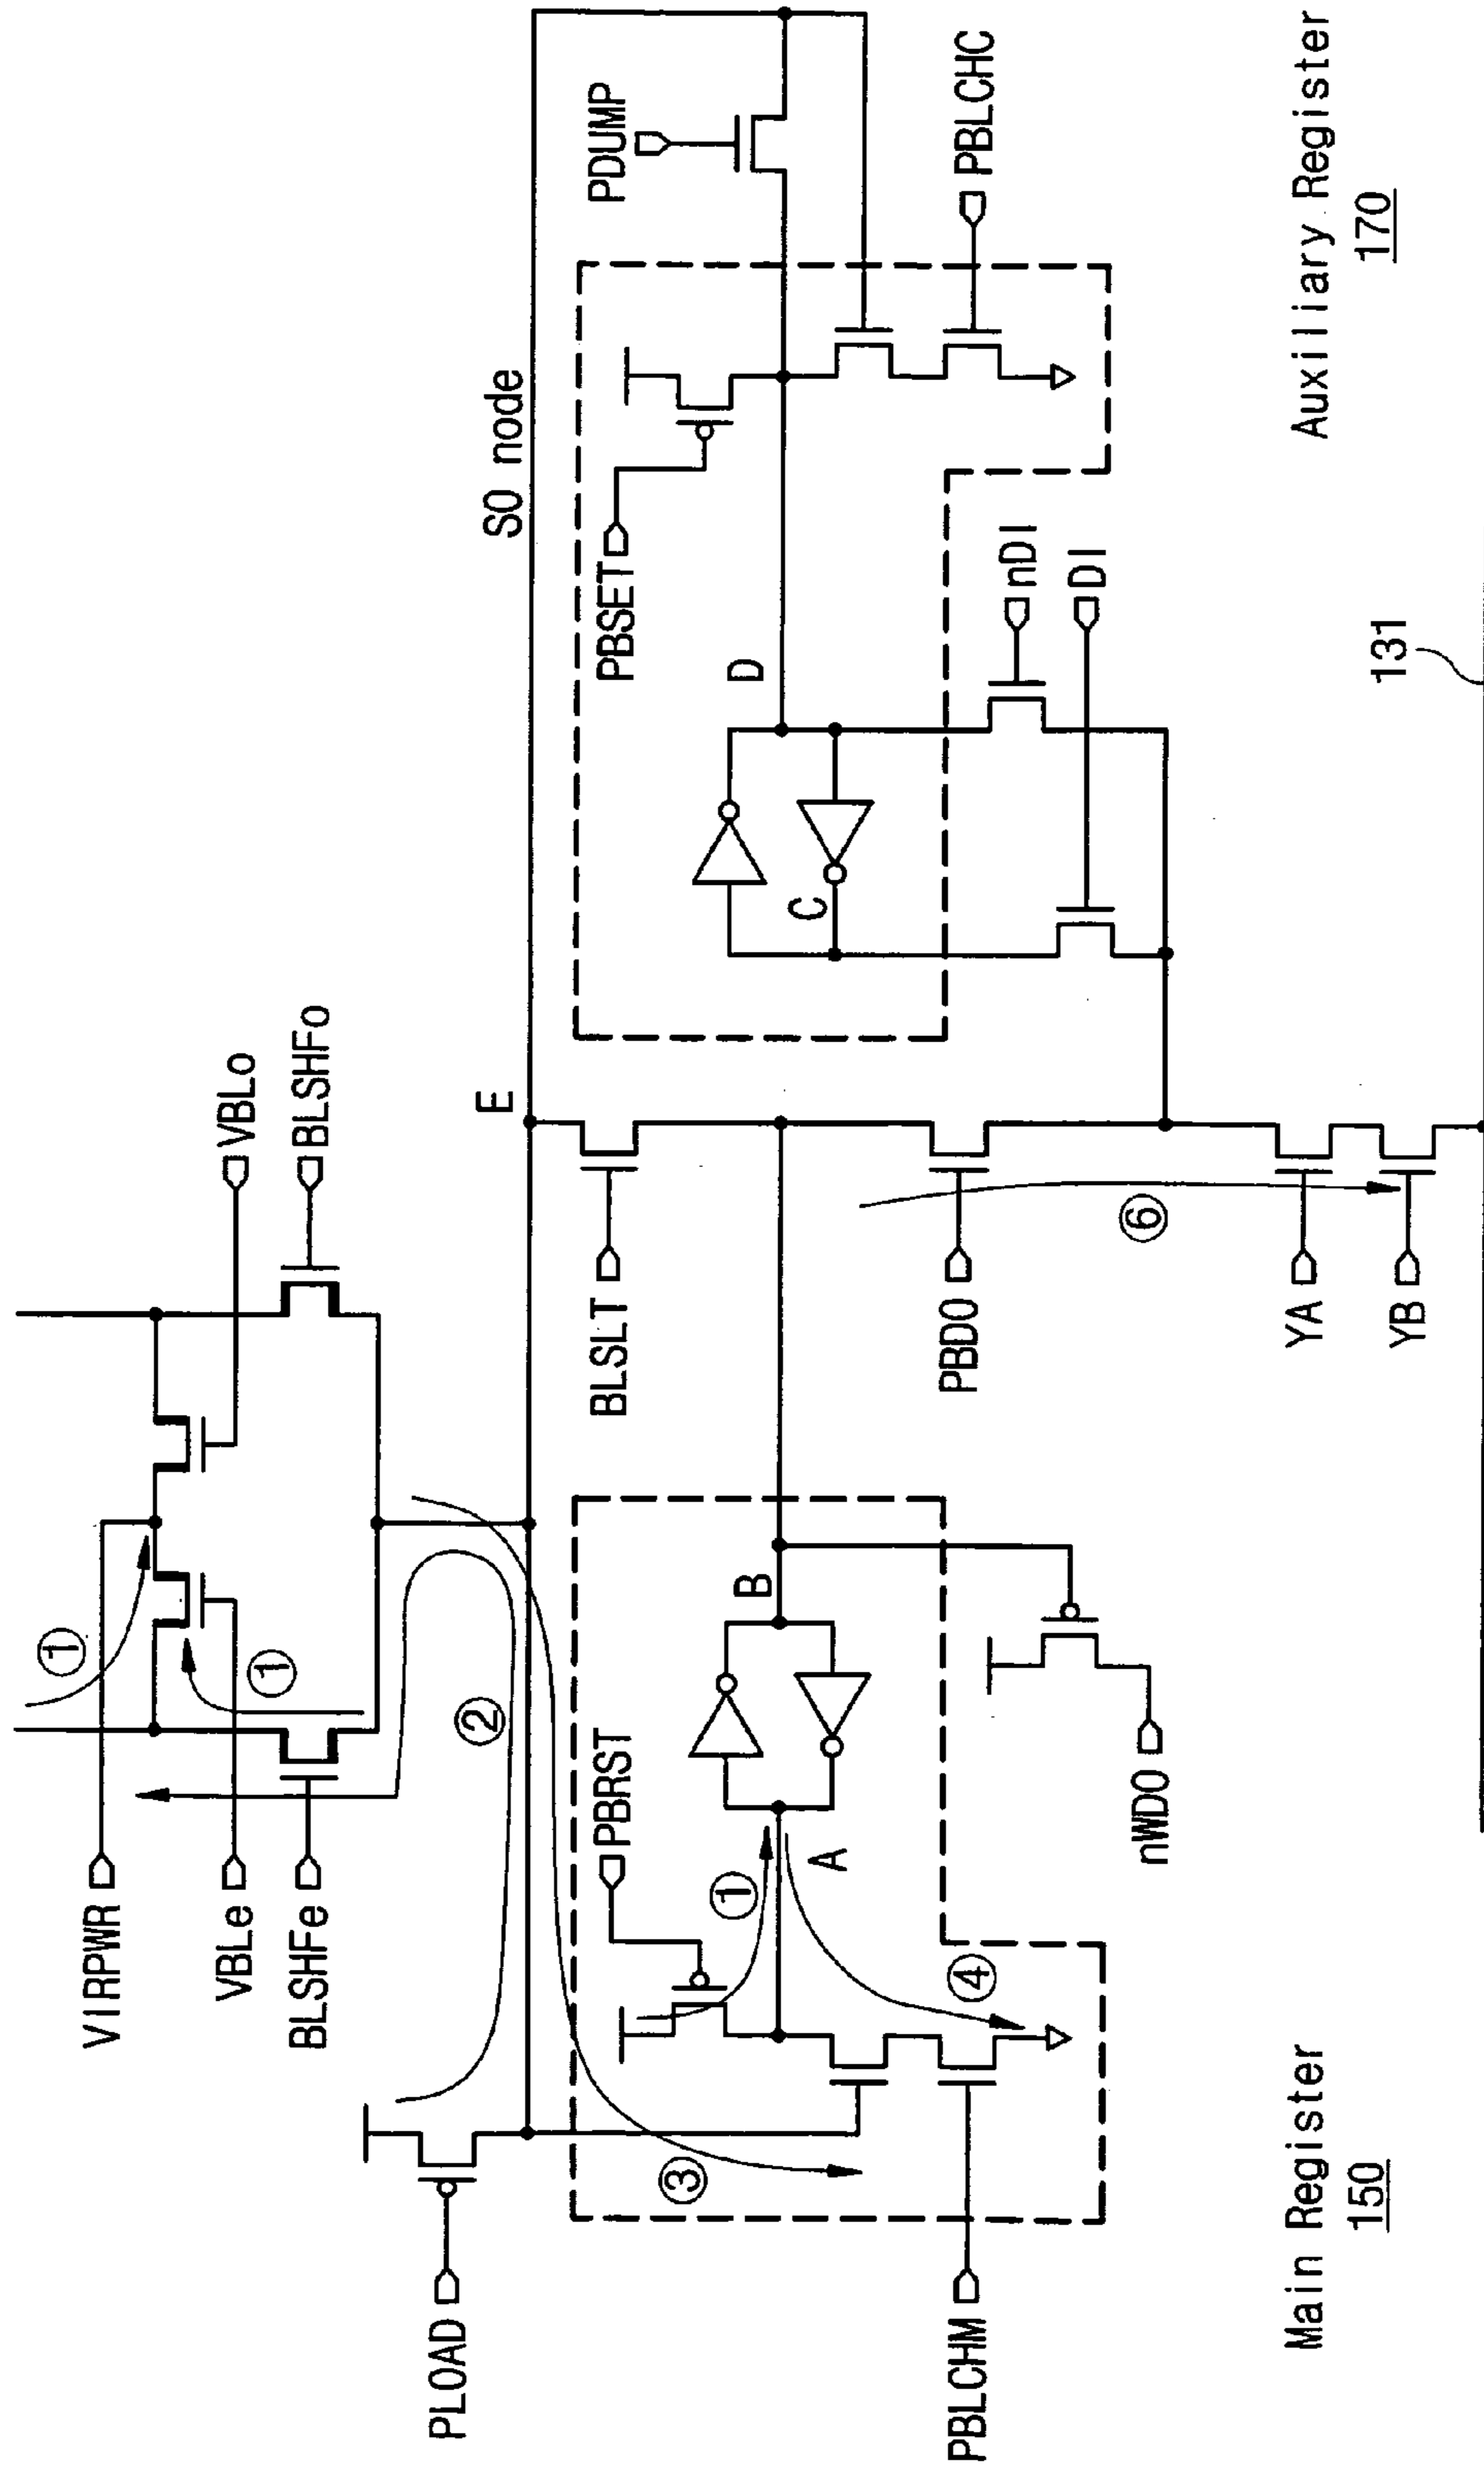 VIRPWR
VBLe
BLSHFe
①
①
②
VBLo
BLSHFo
PLOAD
E
SO node
PDUMP
PBLCHC
PBSET
D
C
nDI
DI
BLSLT
PBDO
⑥
YA
YB
131
PBRST
①
A
B
④
③
PBLCHM
nWDO
Main Register
150
Auxiliary Register
170